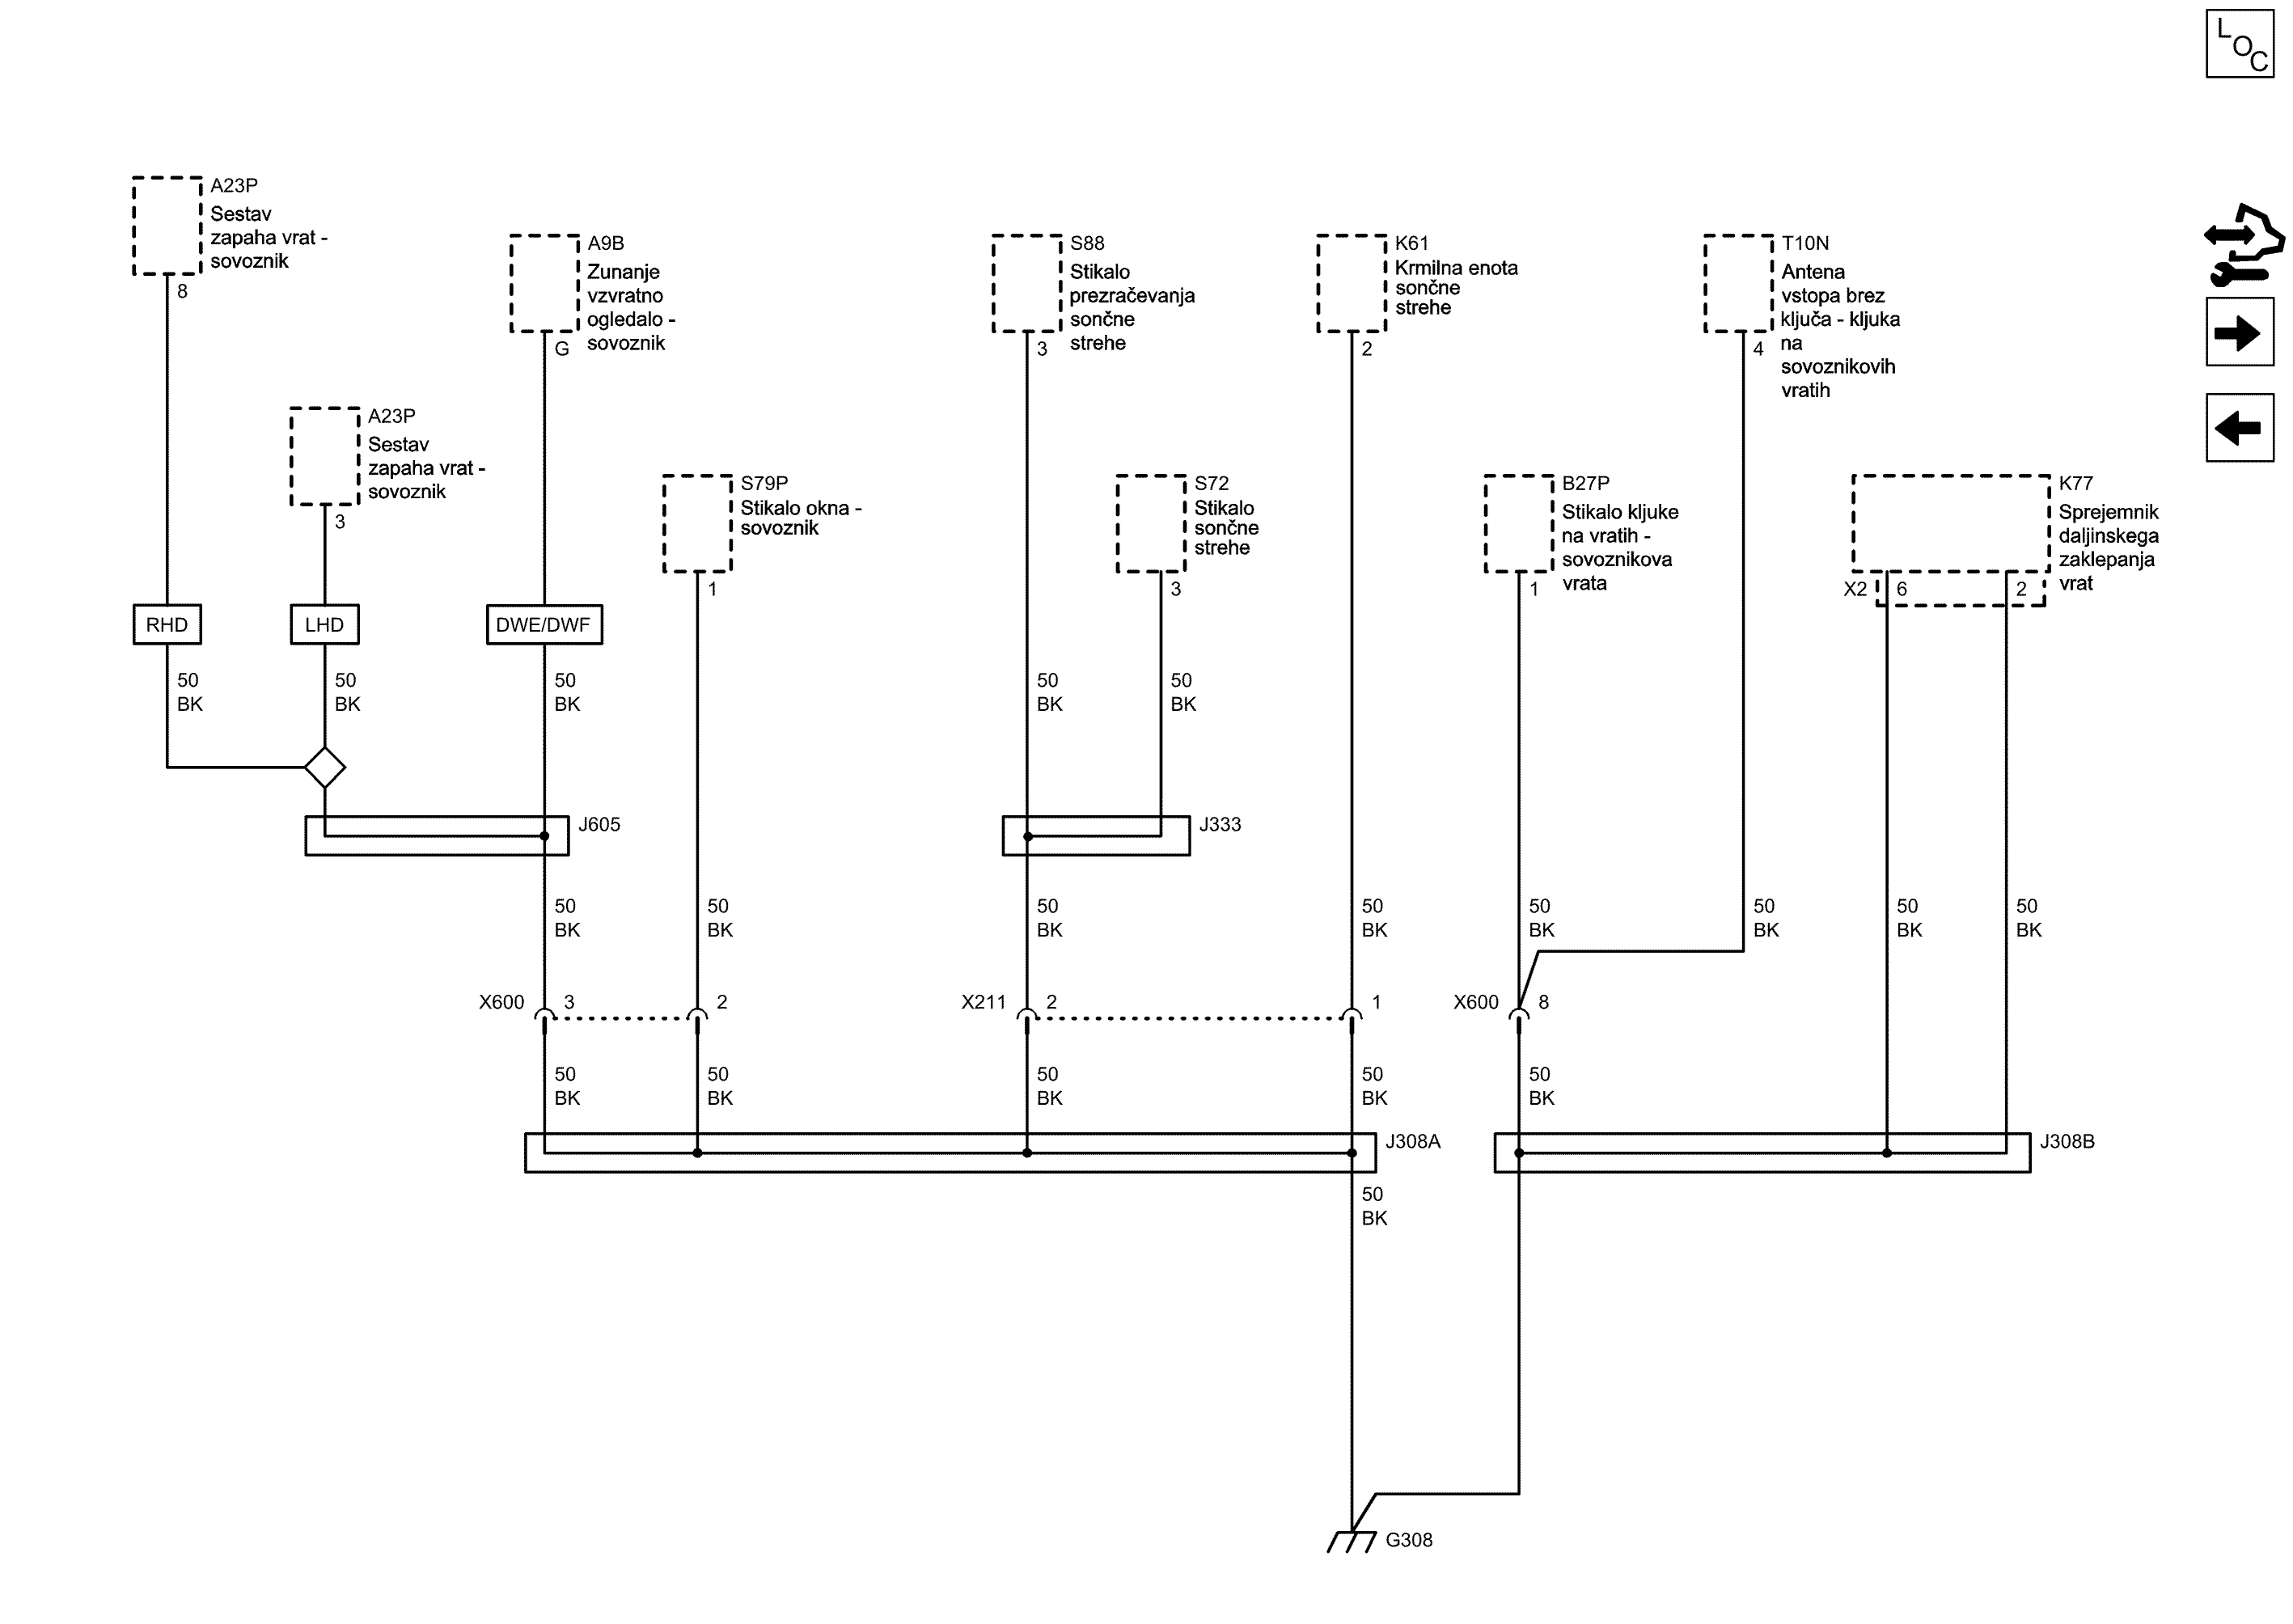 LOC
A23P
Sestav
zapaha vrat -
sovoznik
8
A9B
Zunanje
vzvratno
ogledalo -
sovoznik
G
S88
Stikalo
prezračevanja
sončne
strehe
3
K61
Krmilna enota
sončne
strehe
2
T10N
Antena
vstopa brez
ključa - kljuka
na
sovoznikovih
vratih
4
A23P
Sestav
zapaha vrat -
sovoznik
3
S79P
Stikalo okna -
sovoznik
1
S72
Stikalo
sončne
strehe
3
B27P
Stikalo kljuke
na vratih -
sovoznikova
vrata
1
K77
Sprejemnik
daljinskega
zaklepanja
vrat
X2 6 2
RHD LHD DWE/DWF
50 50 50 50 50
BK BK BK BK BK
J605 J333
50 50 50 50 50 50 50 50
BK BK BK BK BK BK BK BK
X600 3 2 X211 2 1 X600 8
50 50 50 50 50
BK BK BK BK BK
J308A J308B
50
BK
G308